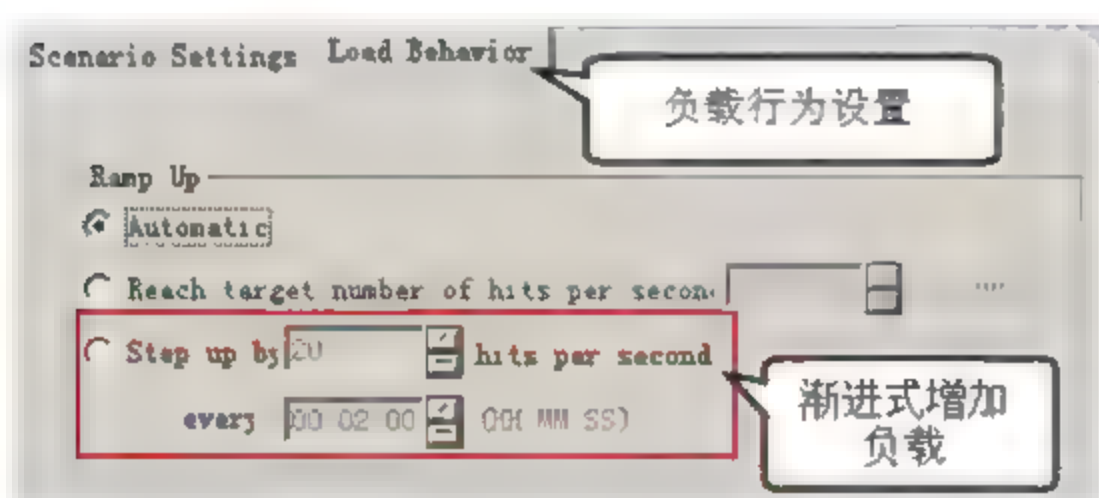 Scenario Settings Load Behavior
负载行为设置
Ramp Up
Automatic
Reach target number of hits per secon
Step up by 20 hits per second
every 00 02 00 (HH MM SS)
渐进式增加
负载